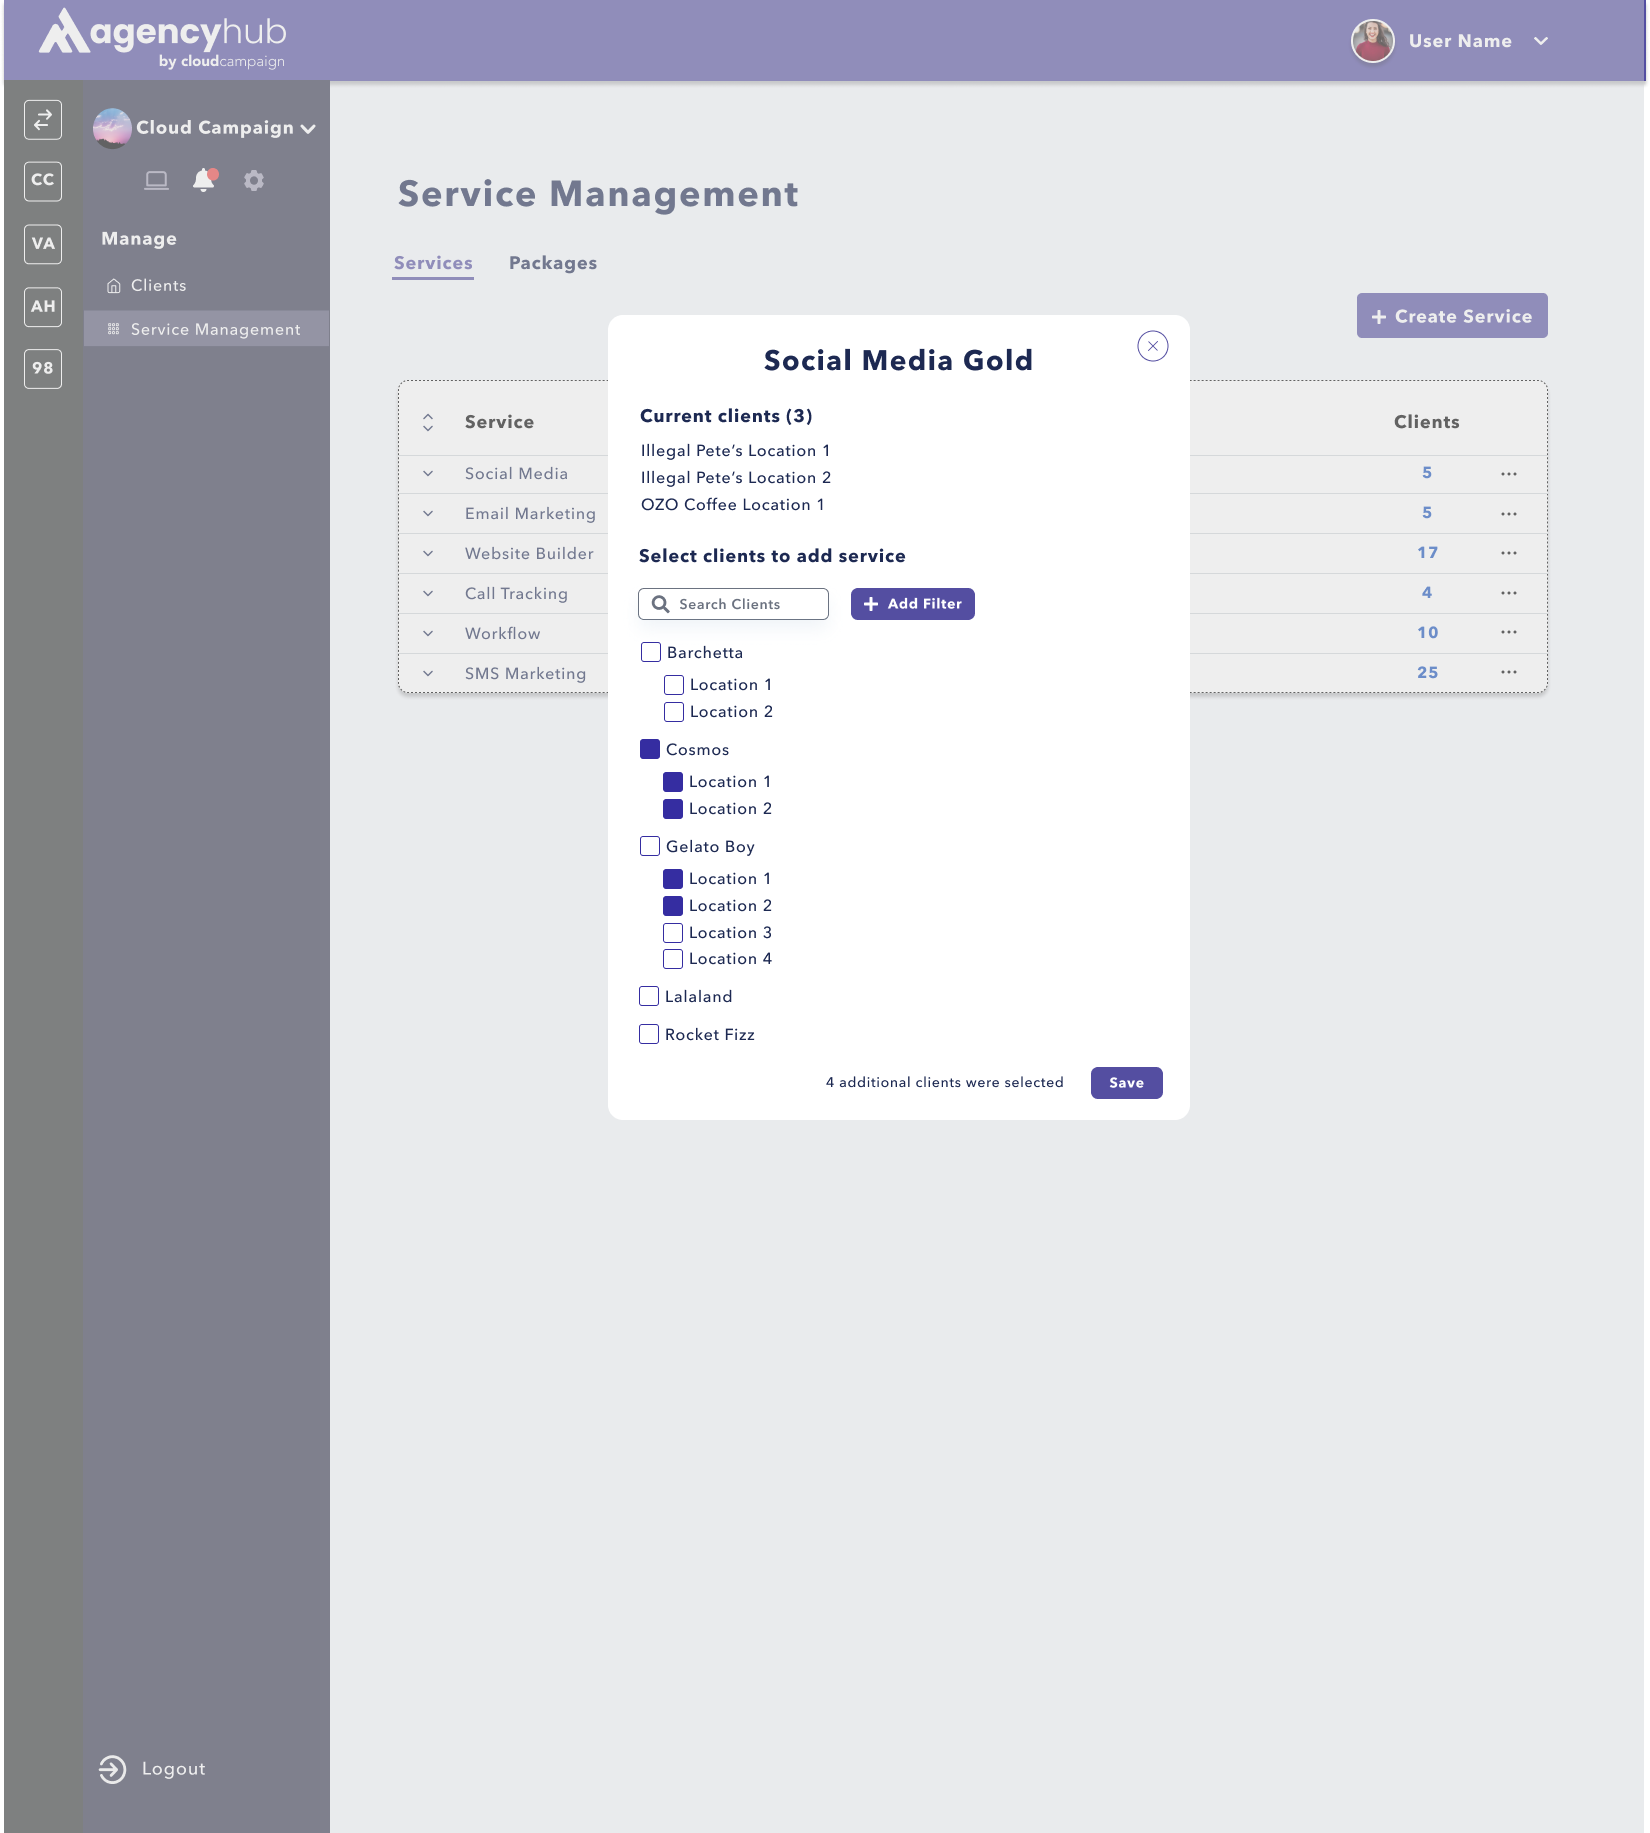 agencyhub
by cloudcampaign
User Name
CC
VA
AH
98
Cloud Campaign
Manage
Clients
Service Management
Logout
Service Management
Services
Packages
+ Create Service
Service
Clients
Social Media
5
Email Marketing
5
Website Builder
17
Call Tracking
4
Workflow
10
SMS Marketing
25
Social Media Gold
Current clients (3)
Illegal Pete’s Location 1
Illegal Pete’s Location 2
OZO Coffee Location 1
Select clients to add service
Search Clients
+ Add Filter
Barchetta
Location 1
Location 2
Cosmos
Location 1
Location 2
Gelato Boy
Location 1
Location 2
Location 3
Location 4
Lalaland
Rocket Fizz
4 additional clients were selected
Save